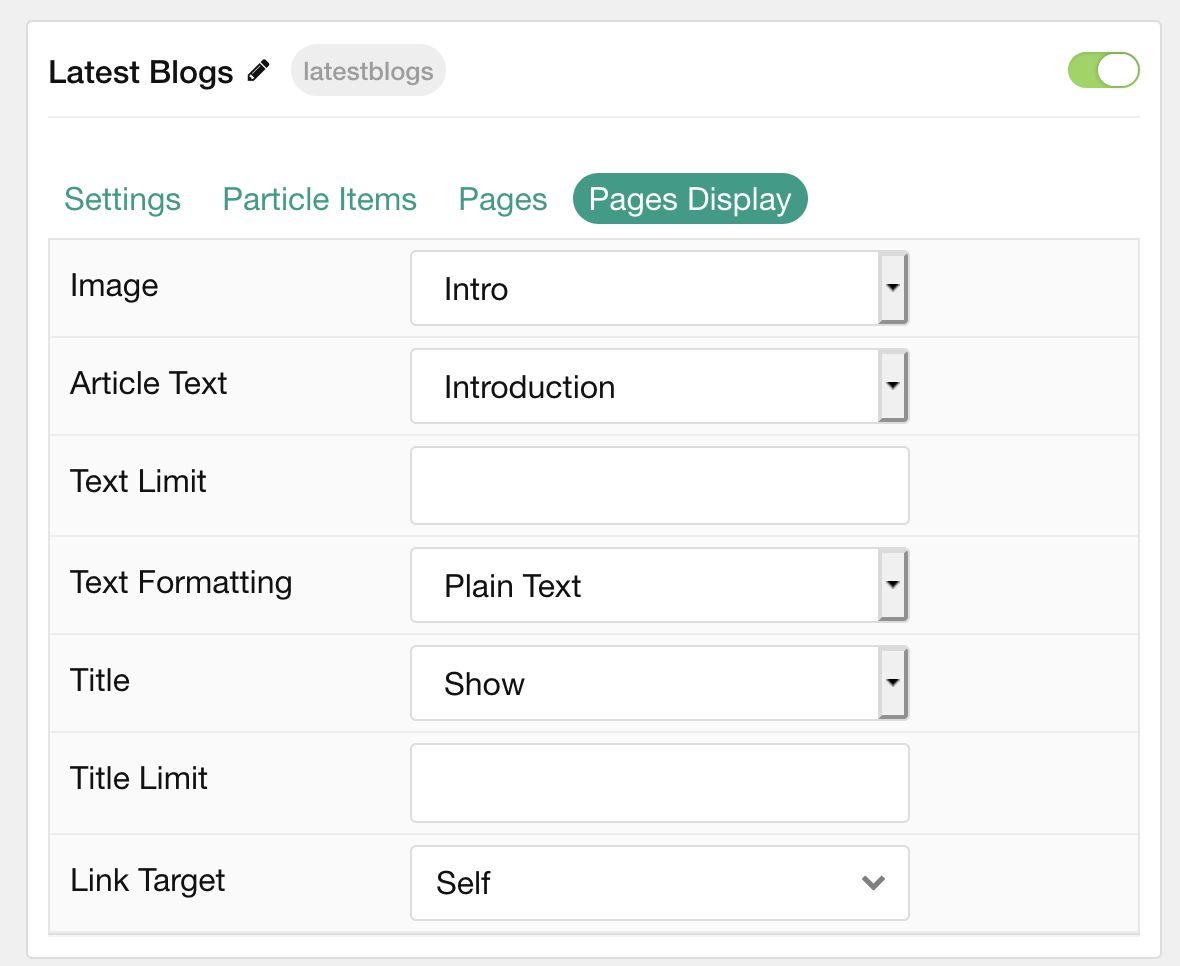 Latest Blogs latestblogs
Settings Particle Items Pages Pages Display
Image Intro
Article Text Introduction
Text Limit
Text Formatting Plain Text
Title Show
Title Limit
Link Target Self